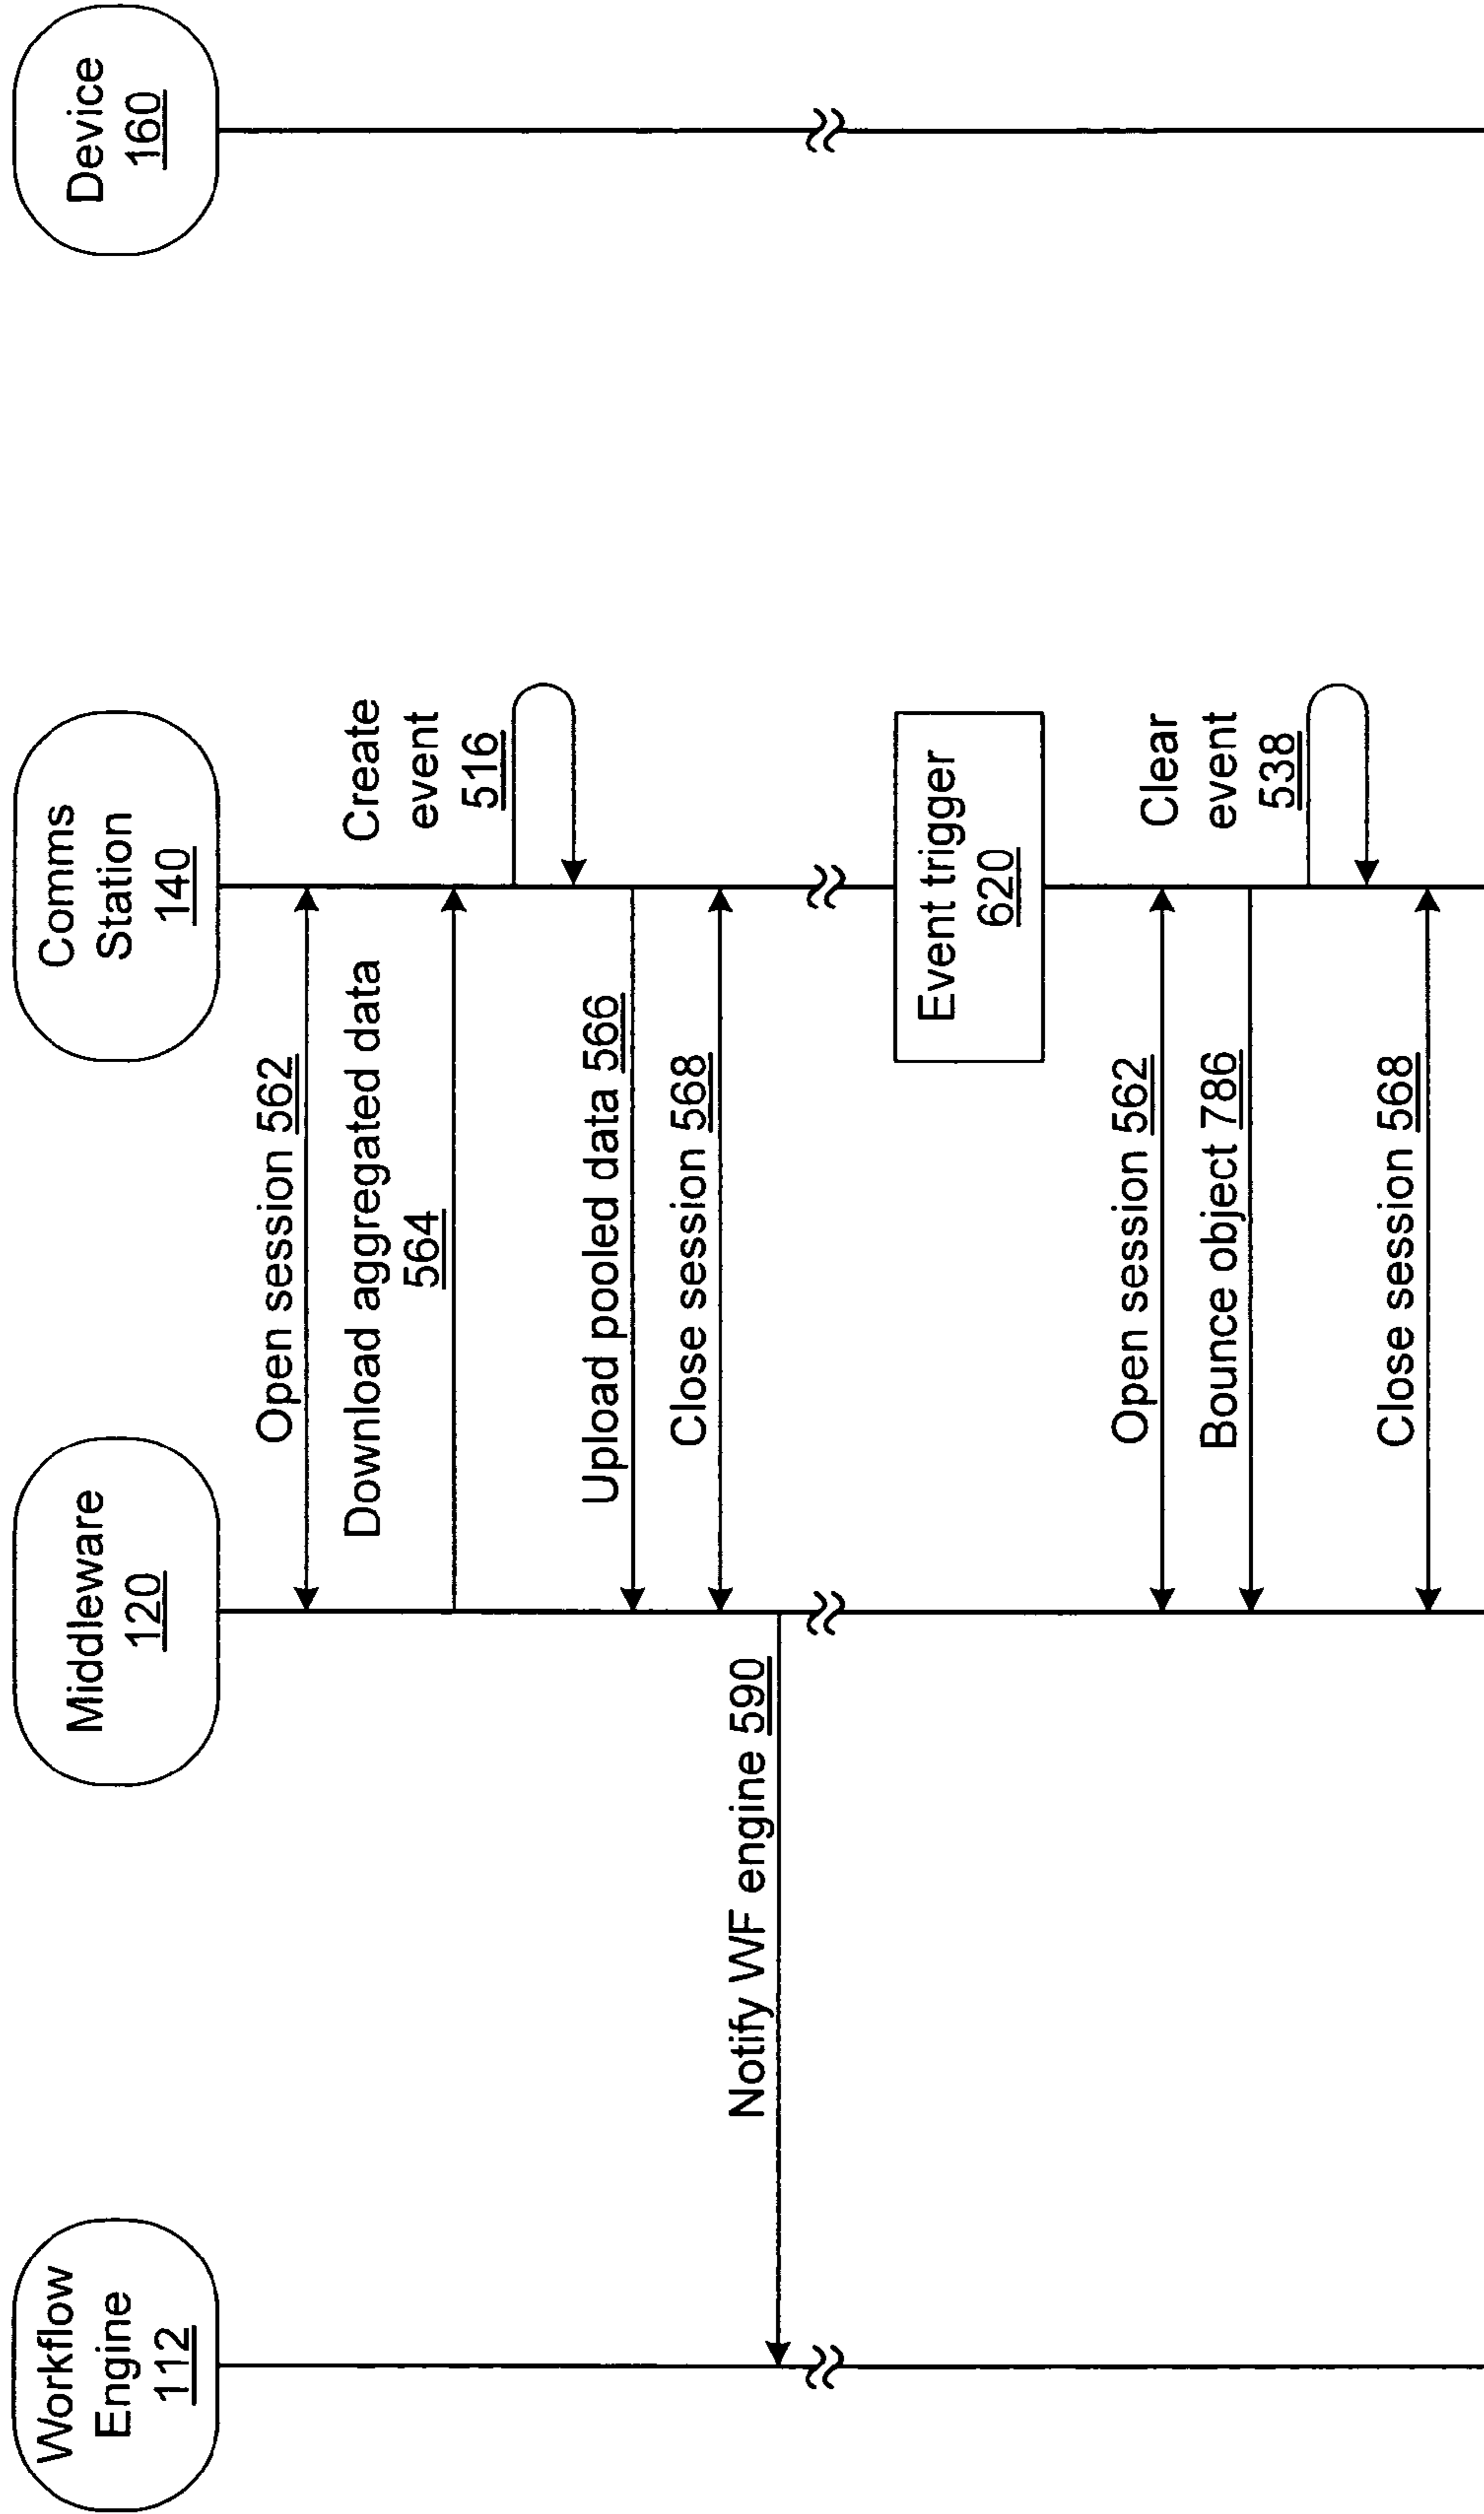 Workflow
Engine
112
Middleware
120
Comms
Station
140
Device
160
Open session 562
Download aggregated data
564
Create
event
516
Upload pooled data 566
Close session 568
Notify WF engine 590
Event trigger
620
Open session 562
Bounce object 786
Clear
event
538
Close session 568